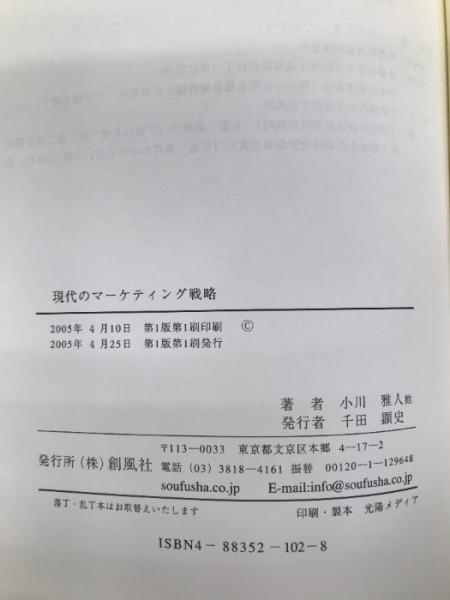 現代のマーケティング戦略
2005年 4月10日 第1版第1刷印刷 ©
2005年 4月25日 第1版第1刷発行
著 者 小川 雅人他
発行者 千田 顕史
〒113―0033 東京都文京区本郷 4―17―2
発行所（株）創風社 電話（03）3818―4161 振替 00120―1―129648
soufusha.co.jp E-mail:info@soufusha.co.jp
落丁・乱丁本はお取替えいたします 印刷・製本 光陽メディア
ISBN4- 88352-102-8